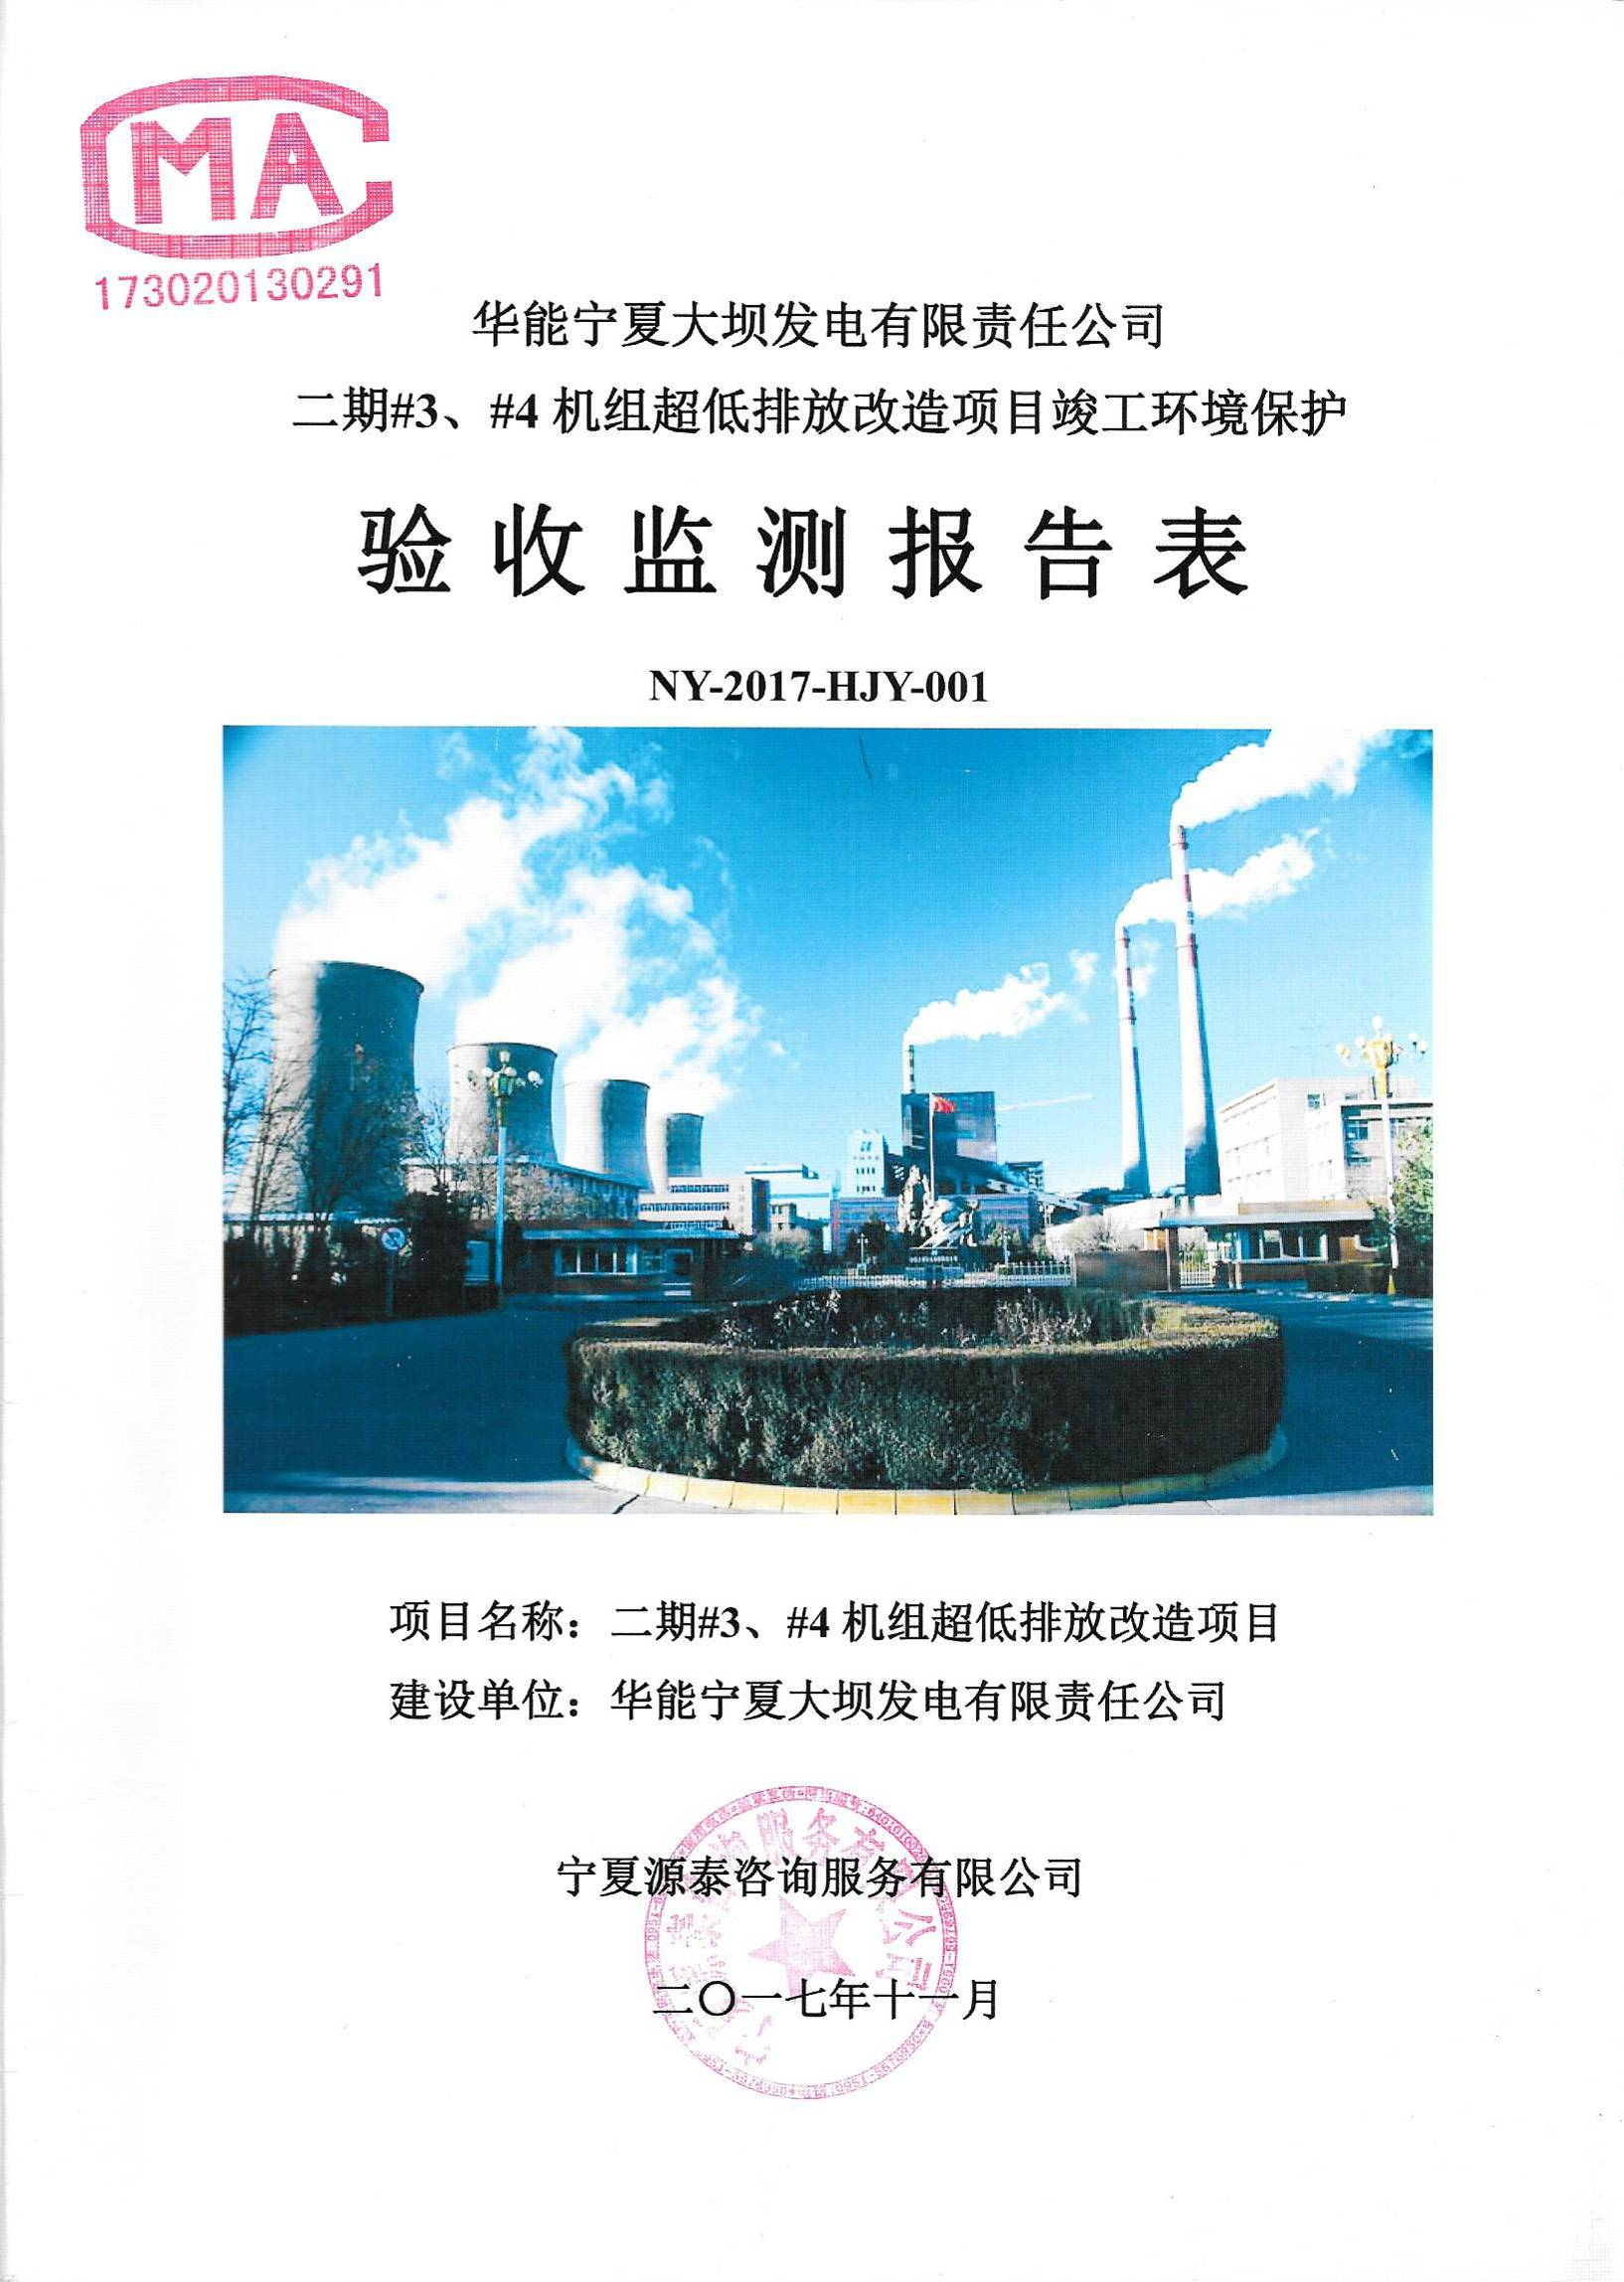 CMA
173020130291
华能宁夏大坝发电有限责任公司
二期#3、#4 机组超低排放改造项目竣工环境保护
验收监测报告表
NY-2017-HJY-001
项目名称：二期#3、#4 机组超低排放改造项目
建设单位：华能宁夏大坝发电有限责任公司
宁夏源泰咨询服务有限公司
二〇一七年十一月